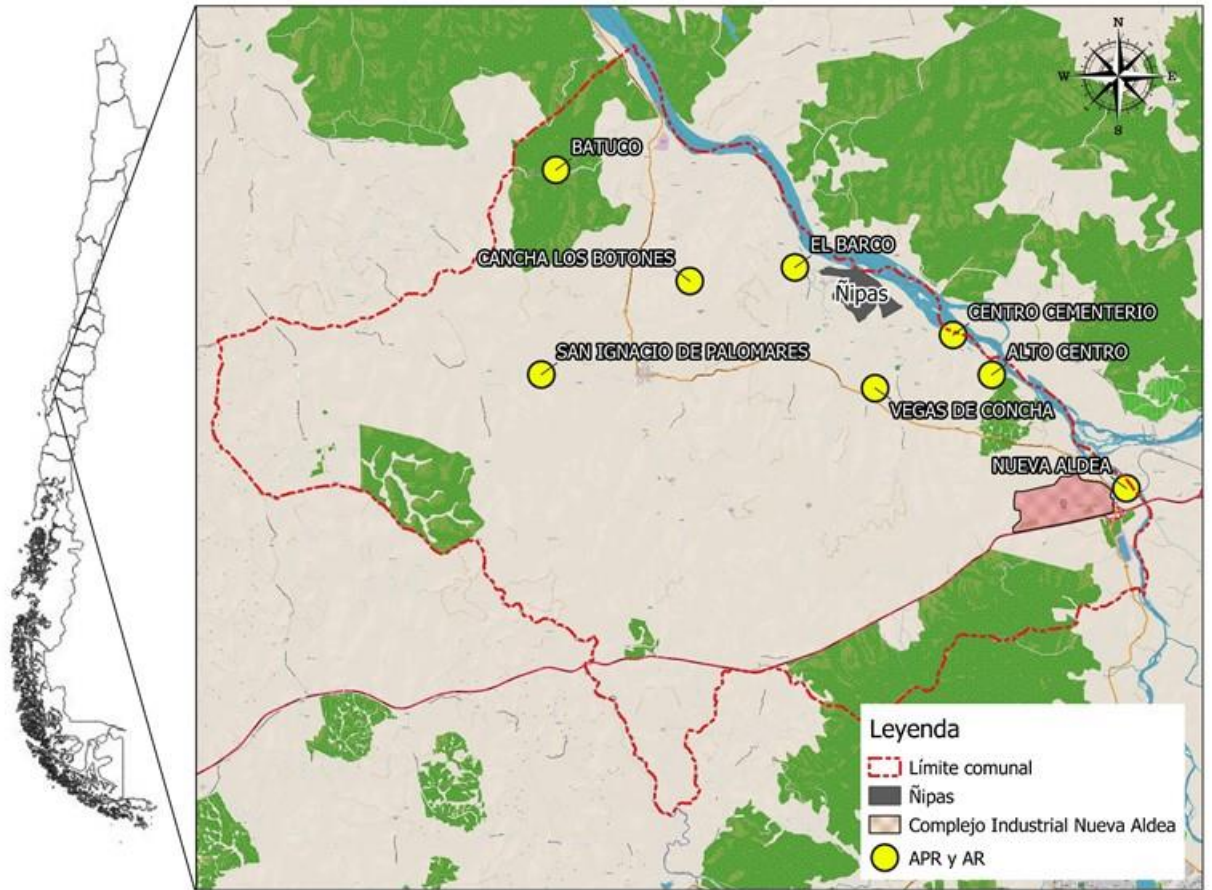 N
W
E
S
BATUCO
EL BARCO
CANCHA LOS BOTONES
Ñipas
CENTRO CEMENTERIO
SAN IGNACIO DE PALOMARES
ALTO CENTRO
VEGAS DE CONCHA
NUEVA ALDEA
Leyenda
Límite comunal
Ñipas
Complejo Industrial Nueva Aldea
APR y AR